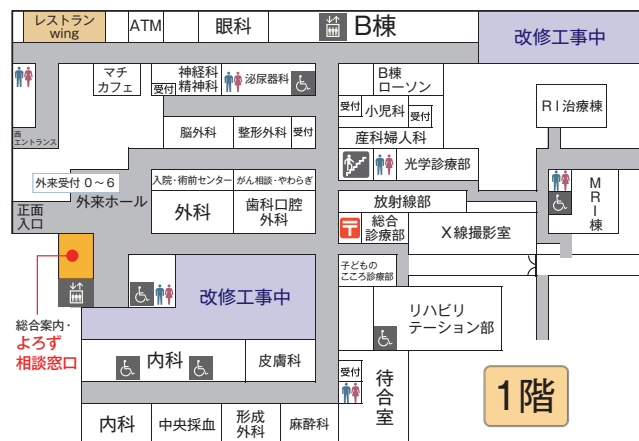 レストラン
wing
ATM
眼科
B棟
改修工事中
マチ
カフェ
受付
神経科
精神科
泌尿器科
B棟
ローソン
受付
小児科
受付
産科婦人科
RI治療棟
西
エントランス
脳外科
整形外科
受付
光学診療部
外来受付 0～6
外来ホール
入院・術前センター
がん相談・やわらぎ
外科
歯科口腔
外科
放射線部
MRI棟
正面
入口
総合
診療部
X線撮影室
改修工事中
子どもの
こころ診療部
リハビリ
テーション部
総合案内・
よろず
相談窓口
内科
皮膚科
受付
待合室
1階
内科
中央採血
形成
外科
麻酔科